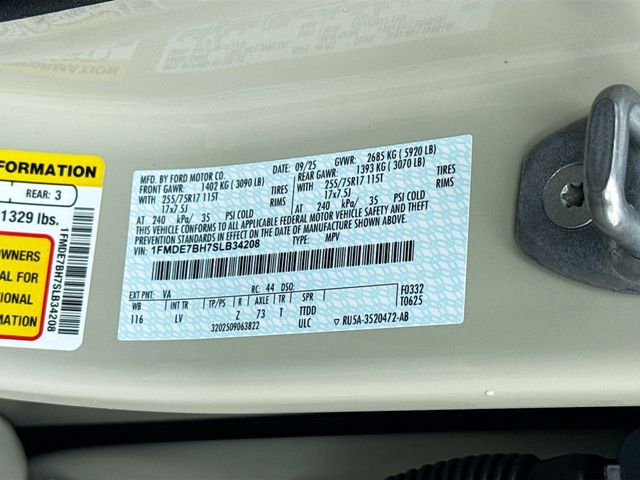 FORMATION
REAR: 3
1329 lbs.
OWNERS
AL FOR
TIONAL
MATION
1FMDE7BH7SLB34208
MFD. BY FORD MOTOR CO.
DATE: 09/25 GVWR: 2685 KG ( 5920 LB)
FRONT GAWR: 1402 KG ( 3090 LB) REAR GAWR: 1393 KG ( 3070 LB)
WITH 255/75R17 115T TIRES WITH 255/75R17 115T TIRES
17x7.5J RIMS 17x7.5J RIMS
AT 240 kPa/ 35 PSI COLD AT 240 kPa/ 35 PSI COLD
THIS VEHICLE CONFORMS TO ALL APPLICABLE FEDERAL MOTOR VEHICLE SAFETY AND THEFT
PREVENTION STANDARDS IN EFFECT ON THE DATE OF MANUFACTURE SHOWN ABOVE.
VIN: 1FMDE7BH7SLB34208 TYPE: MPV
EXT PNT: VA RC: 44 DSO: F0332
WB INT TR TP/PS R AXLE TR SPR T0625
116 LV Z 73 T TTDD
3202509063822 ULC ▽ RU5A-3520472-AB